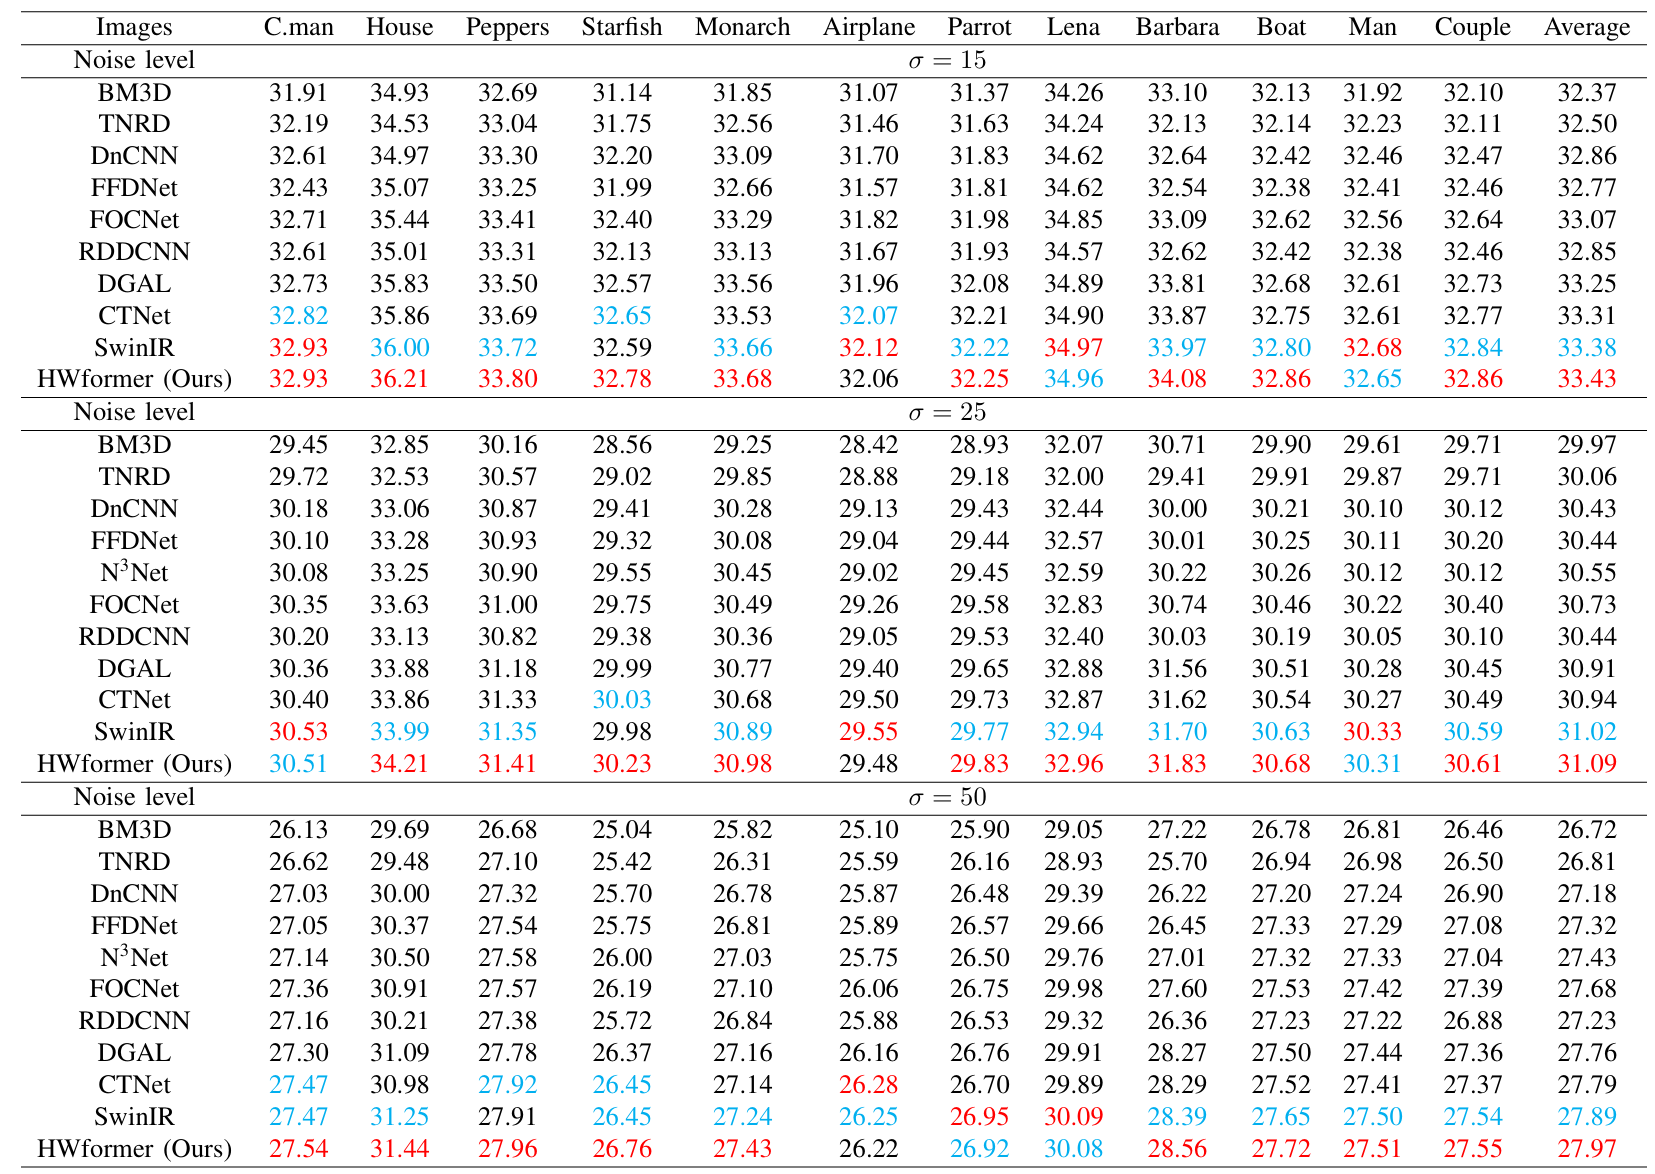 Images C.man House Peppers Starfish Monarch Airplane Parrot Lena Barbara Boat Man Couple Average
Noise level σ = 15
BM3D 31.91 34.93 32.69 31.14 31.85 31.07 31.37 34.26 33.10 32.13 31.92 32.10 32.37
TNRD 32.19 34.53 33.04 31.75 32.56 31.46 31.63 34.24 32.13 32.14 32.23 32.11 32.50
DnCNN 32.61 34.97 33.30 32.20 33.09 31.70 31.83 34.62 32.64 32.42 32.46 32.47 32.86
FFDNet 32.43 35.07 33.25 31.99 32.66 31.57 31.81 34.62 32.54 32.38 32.41 32.46 32.77
FOCNet 32.71 35.44 33.41 32.40 33.29 31.82 31.98 34.85 33.09 32.62 32.56 32.64 33.07
RDDCNN 32.61 35.01 33.31 32.13 33.13 31.67 31.93 34.57 32.62 32.42 32.38 32.46 32.85
DGAL 32.73 35.83 33.50 32.57 33.56 31.96 32.08 34.89 33.81 32.68 32.61 32.73 33.25
CTNet 32.82 35.86 33.69 32.65 33.53 32.07 32.21 34.90 33.87 32.75 32.61 32.77 33.31
SwinIR 32.93 36.00 33.72 32.59 33.66 32.12 32.22 34.97 33.97 32.80 32.68 32.84 33.38
HWformer (Ours) 32.93 36.21 33.80 32.78 33.68 32.06 32.25 34.96 34.08 32.86 32.65 32.86 33.43
Noise level σ = 25
BM3D 29.45 32.85 30.16 28.56 29.25 28.42 28.93 32.07 30.71 29.90 29.61 29.71 29.97
TNRD 29.72 32.53 30.57 29.02 29.85 28.88 29.18 32.00 29.41 29.91 29.87 29.71 30.06
DnCNN 30.18 33.06 30.87 29.41 30.28 29.13 29.43 32.44 30.00 30.21 30.10 30.12 30.43
FFDNet 30.10 33.28 30.93 29.32 30.08 29.04 29.44 32.57 30.01 30.25 30.11 30.20 30.44
N³Net 30.08 33.25 30.90 29.55 30.45 29.02 29.45 32.59 30.22 30.26 30.12 30.12 30.55
FOCNet 30.35 33.63 31.00 29.75 30.49 29.26 29.58 32.83 30.74 30.46 30.22 30.40 30.73
RDDCNN 30.20 33.13 30.82 29.38 30.36 29.05 29.53 32.40 30.03 30.19 30.05 30.10 30.44
DGAL 30.36 33.88 31.18 29.99 30.77 29.40 29.65 32.88 31.56 30.51 30.28 30.45 30.91
CTNet 30.40 33.86 31.33 30.03 30.68 29.50 29.73 32.87 31.62 30.54 30.27 30.49 30.94
SwinIR 30.53 33.99 31.35 29.98 30.89 29.55 29.77 32.94 31.70 30.63 30.33 30.59 31.02
HWformer (Ours) 30.51 34.21 31.41 30.23 30.98 29.48 29.83 32.96 31.83 30.68 30.31 30.61 31.09
Noise level σ = 50
BM3D 26.13 29.69 26.68 25.04 25.82 25.10 25.90 29.05 27.22 26.78 26.81 26.46 26.72
TNRD 26.62 29.48 27.10 25.42 26.31 25.59 26.16 28.93 25.70 26.94 26.98 26.50 26.81
DnCNN 27.03 30.00 27.32 25.70 26.78 25.87 26.48 29.39 26.22 27.20 27.24 26.90 27.18
FFDNet 27.05 30.37 27.54 25.75 26.81 25.89 26.57 29.66 26.45 27.33 27.29 27.08 27.32
N³Net 27.14 30.50 27.58 26.00 27.03 25.75 26.50 29.76 27.01 27.32 27.33 27.04 27.43
FOCNet 27.36 30.91 27.57 26.19 27.10 26.06 26.75 29.98 27.60 27.53 27.42 27.39 27.68
RDDCNN 27.16 30.21 27.38 25.72 26.84 25.88 26.53 29.32 26.36 27.23 27.22 26.88 27.23
DGAL 27.30 31.09 27.78 26.37 27.16 26.16 26.76 29.91 28.27 27.50 27.44 27.36 27.76
CTNet 27.47 30.98 27.92 26.45 27.14 26.28 26.70 29.89 28.29 27.52 27.41 27.37 27.79
SwinIR 27.47 31.25 27.91 26.45 27.24 26.25 26.95 30.09 28.39 27.65 27.50 27.54 27.89
HWformer (Ours) 27.54 31.44 27.96 26.76 27.43 26.22 26.92 30.08 28.56 27.72 27.51 27.55 27.97